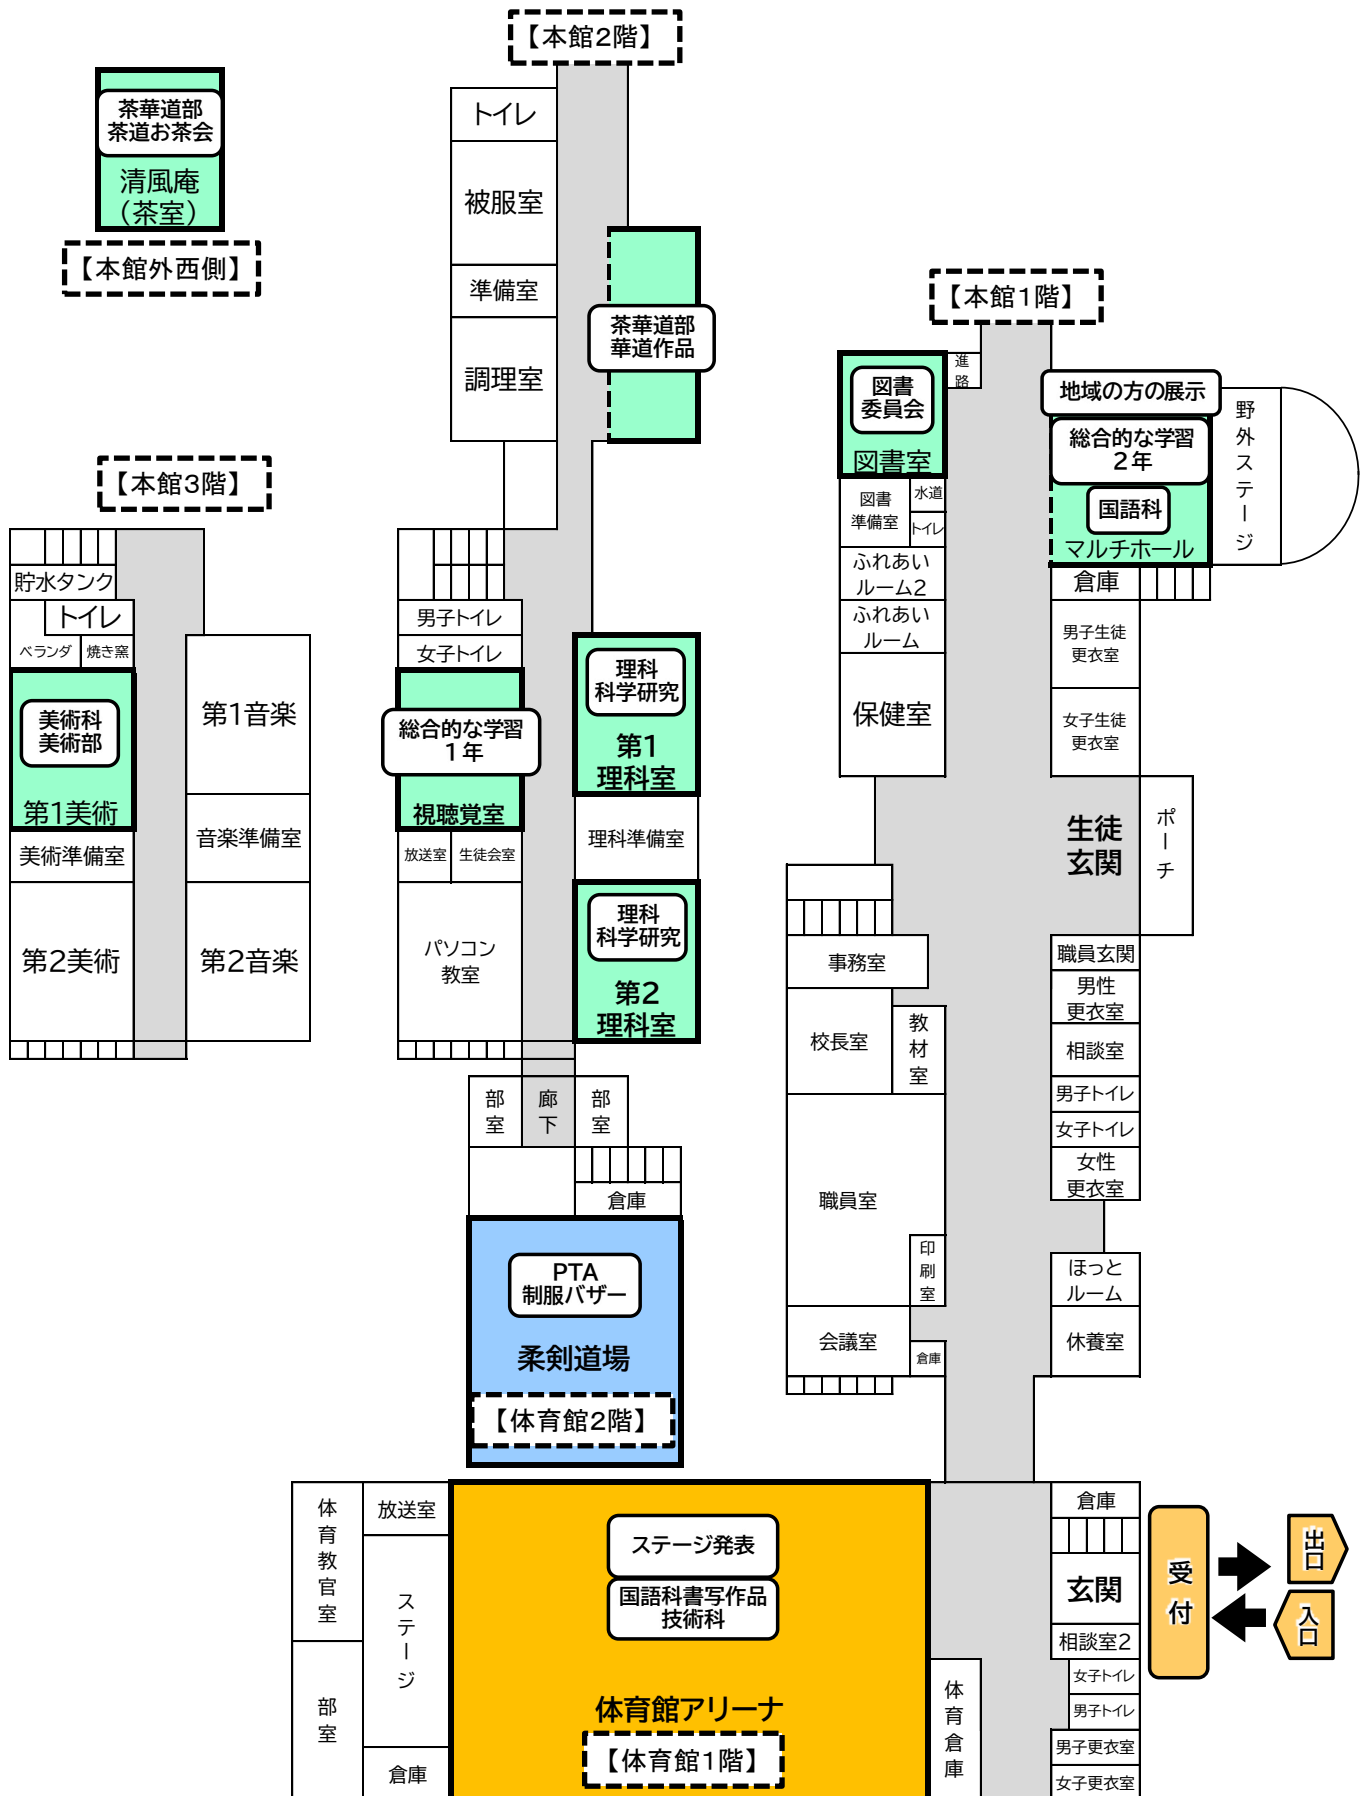 【本館2階】
茶華道部
茶道お茶会
清風庵
（茶室）
【本館外西側】
トイレ
被服室
準備室
調理室
茶華道部
華道作品
【本館1階】
進
路
図書
委員会
図書室
地域の方の展示
総合的な学習
2年
国語科
マルチホール
野外ステージ
図書
準備室
水道
トイレ
ふれあい
ルーム2
ふれあい
ルーム
保健室
倉庫
男子生徒
更衣室
女子生徒
更衣室
生徒
玄関
ポーチ
事務室
校長室
教材室
職員室
印刷室
会議室
倉庫
職員玄関
男性
更衣室
相談室
男子トイレ
女子トイレ
女性
更衣室
ほっと
ルーム
休養室
【本館3階】
貯水タンク
トイレ
ベランダ
焼き窯
美術科
美術部
第1美術
美術準備室
第2美術
第1音楽
音楽準備室
第2音楽
男子トイレ
女子トイレ
総合的な学習
1年
視聴覚室
放送室
生徒会室
パソコン
教室
理科
科学研究
第1
理科室
理科準備室
理科
科学研究
第2
理科室
部室
廊下
部室
倉庫
PTA
制服バザー
柔剣道場
【体育館2階】
体育教官室
放送室
ステージ
部室
倉庫
ステージ発表
国語科書写作品
技術科
体育館アリーナ
【体育館1階】
体育倉庫
倉庫
玄関
相談室2
女子トイレ
男子トイレ
男子更衣室
女子更衣室
受付
出口
入口